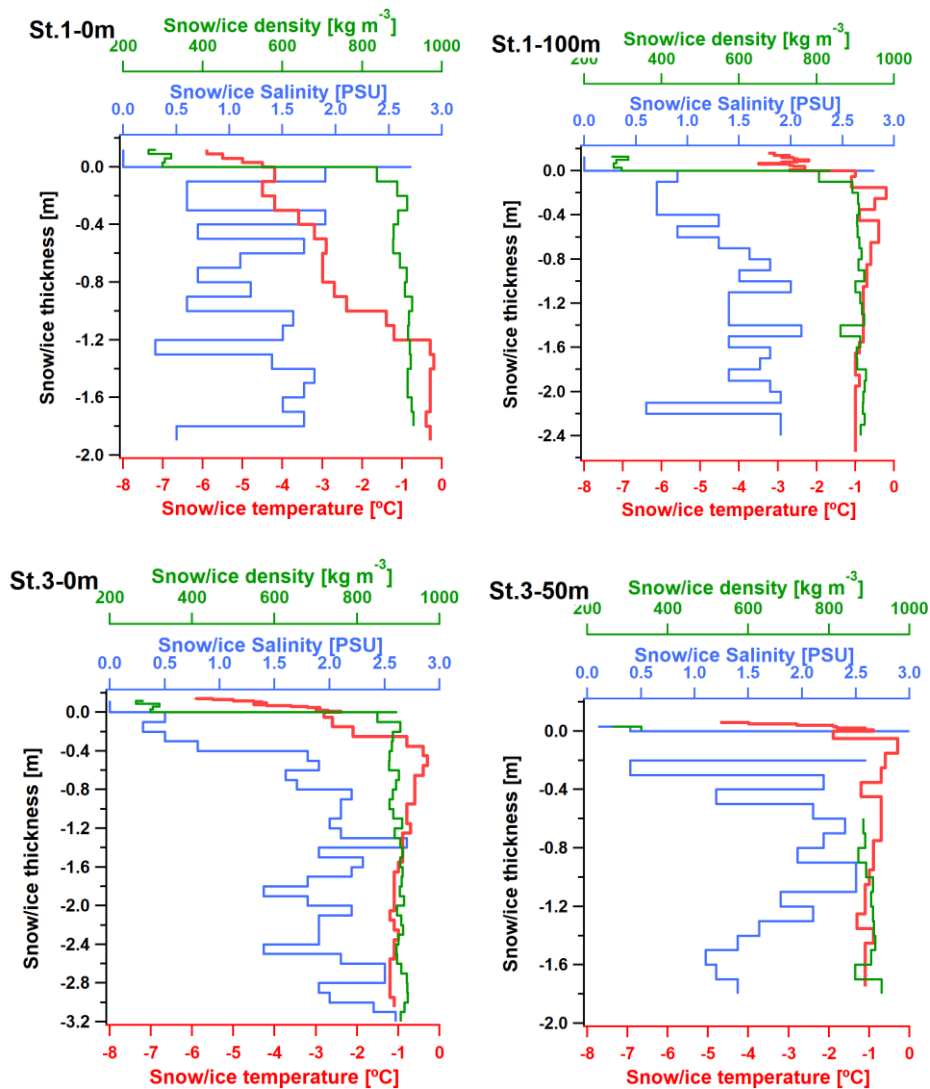 St.1-0m
Snow/ice density [kg m-3]
200 400 600 800 1000
Snow/ice Salinity [PSU]
0.0 0.5 1.0 1.5 2.0 2.5 3.0
Snow/ice thickness [m]
0.0
-0.4
-0.8
-1.2
-1.6
-2.0
-8 -7 -6 -5 -4 -3 -2 -1 0
Snow/ice temperature [ºC]
St.1-100m
Snow/ice density [kg m-3]
200 400 600 800 1000
Snow/ice Salinity [PSU]
0.0 0.5 1.0 1.5 2.0 2.5 3.0
Snow/ice thickness [m]
0.0
-0.4
-0.8
-1.2
-1.6
-2.0
-2.4
-8 -7 -6 -5 -4 -3 -2 -1 0
Snow/ice temperature [ºC]
St.3-0m
Snow/ice density [kg m-3]
200 400 600 800 1000
Snow/ice Salinity [PSU]
0.0 0.5 1.0 1.5 2.0 2.5 3.0
Snow/ice thickness [m]
0.0
-0.4
-0.8
-1.2
-1.6
-2.0
-2.4
-2.8
-3.2
-8 -7 -6 -5 -4 -3 -2 -1 0
Snow/ice temperature [ºC]
St.3-50m
Snow/ice density [kg m-3]
200 400 600 800 1000
Snow/ice Salinity [PSU]
0.0 0.5 1.0 1.5 2.0 2.5 3.0
Snow/ice thickness [m]
0.0
-0.4
-0.8
-1.2
-1.6
-2.0
-8 -7 -6 -5 -4 -3 -2 -1 0
Snow/ice temperature [ºC]